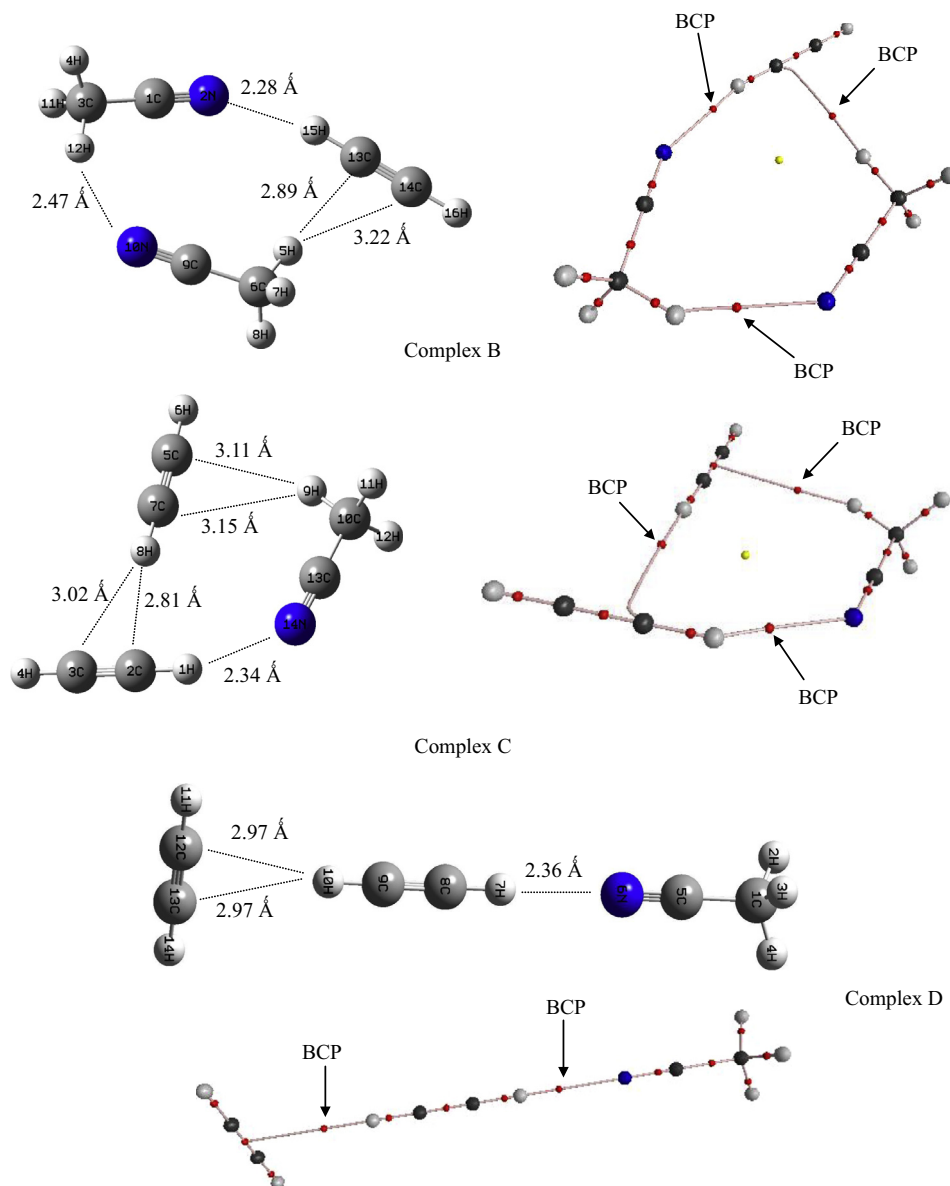 BCP
4H
BCP
11H 3C 1C 2N
2.28 Å
15H
12H
13C
2.89 Å
14C
2.47 Å
16H
3.22 Å
10N
5H
9C
6C 7H
8H
Complex B
BCP
6H
5C
3.11 Å
BCP
11H
9H
BCP
7C
3.15 Å
10C
12H
8H
13C
3.02 Å
2.81 Å
14N
4H 3C 2C 1H
2.34 Å
BCP
Complex C
11H
12C
2.97 Å
2H
2.36 Å
10H 9C 8C 7H 6N 5C 1C 3H
13C
2.97 Å
14H
4H
Complex D
BCP
BCP